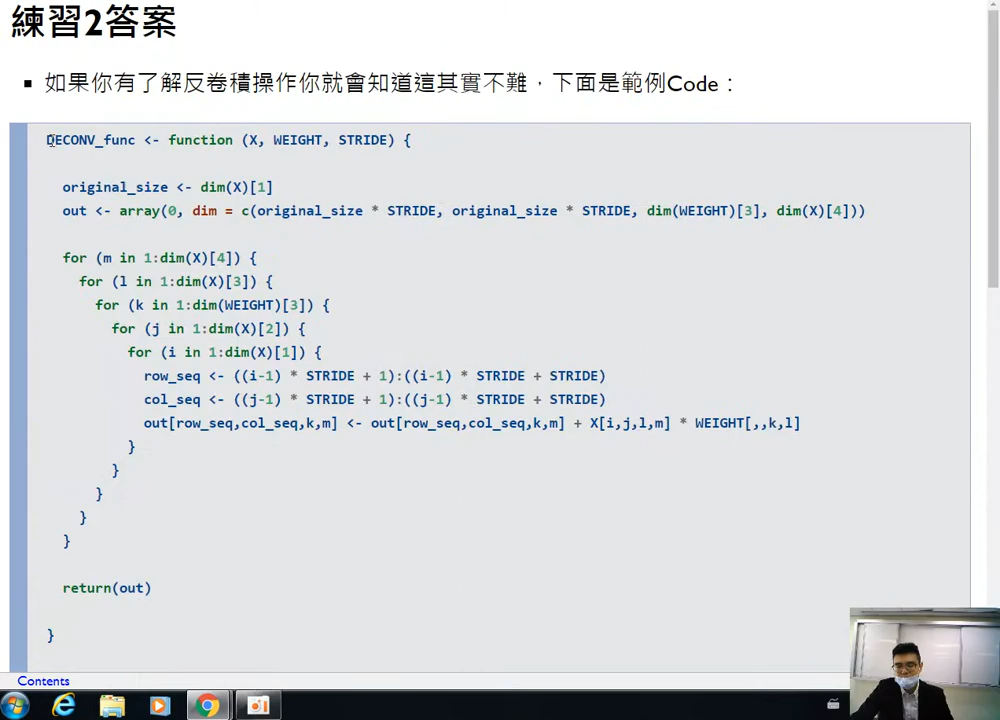 練習2答案
▪ 如果你有了解反卷積操作你就會知道這其實不難，下面是範例Code：
DECONV_func <- function (X, WEIGHT, STRIDE) {
original_size <- dim(X)[1]
out <- array(0, dim = c(original_size * STRIDE, original_size * STRIDE, dim(WEIGHT)[3], dim(X)[4]))
for (m in 1:dim(X)[4]) {
for (l in 1:dim(X)[3]) {
for (k in 1:dim(WEIGHT)[3]) {
for (j in 1:dim(X)[2]) {
for (i in 1:dim(X)[1]) {
row_seq <- ((i-1) * STRIDE + 1):((i-1) * STRIDE + STRIDE)
col_seq <- ((j-1) * STRIDE + 1):((j-1) * STRIDE + STRIDE)
out[row_seq,col_seq,k,m] <- out[row_seq,col_seq,k,m] + X[i,j,l,m] * WEIGHT[,,k,l]
}
}
}
}
}
return(out)
}
Contents